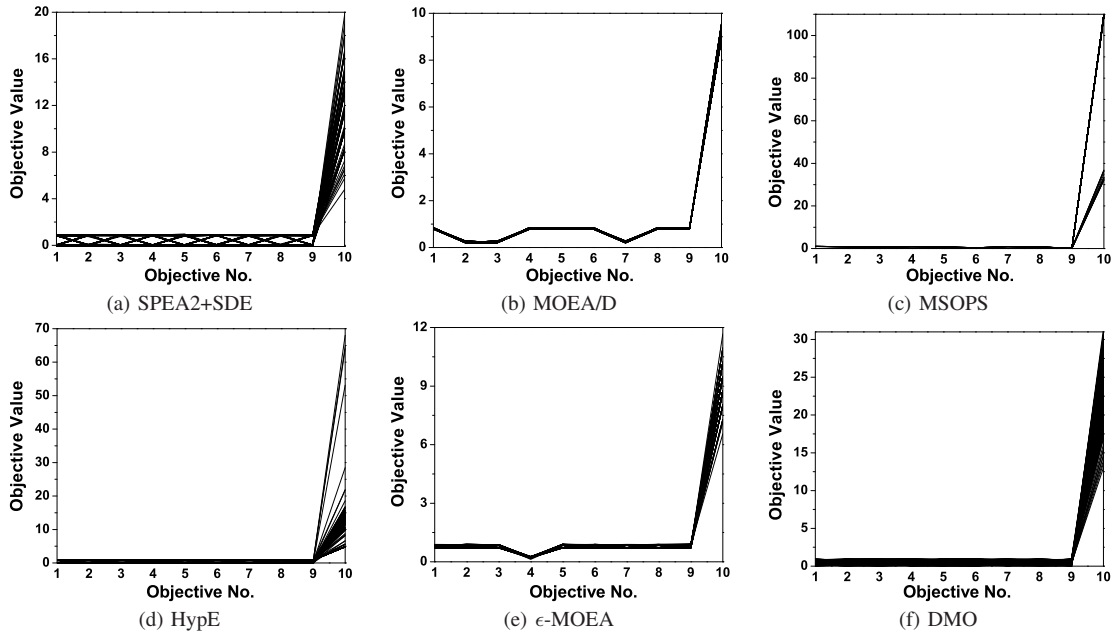 20
16
12
8
4
0
Objective Value
1 2 3 4 5 6 7 8 9 10
Objective No.
(a) SPEA2+SDE
10
8
6
4
2
0
Objective Value
1 2 3 4 5 6 7 8 9 10
Objective No.
(b) MOEA/D
100
80
60
40
20
0
Objective Value
1 2 3 4 5 6 7 8 9 10
Objective No.
(c) MSOPS
70
60
50
40
30
20
10
0
Objective Value
1 2 3 4 5 6 7 8 9 10
Objective No.
(d) HypE
12
9
6
3
0
Objective Value
1 2 3 4 5 6 7 8 9 10
Objective No.
(e) ϵ-MOEA
30
25
20
15
10
5
0
Objective Value
1 2 3 4 5 6 7 8 9 10
Objective No.
(f) DMO